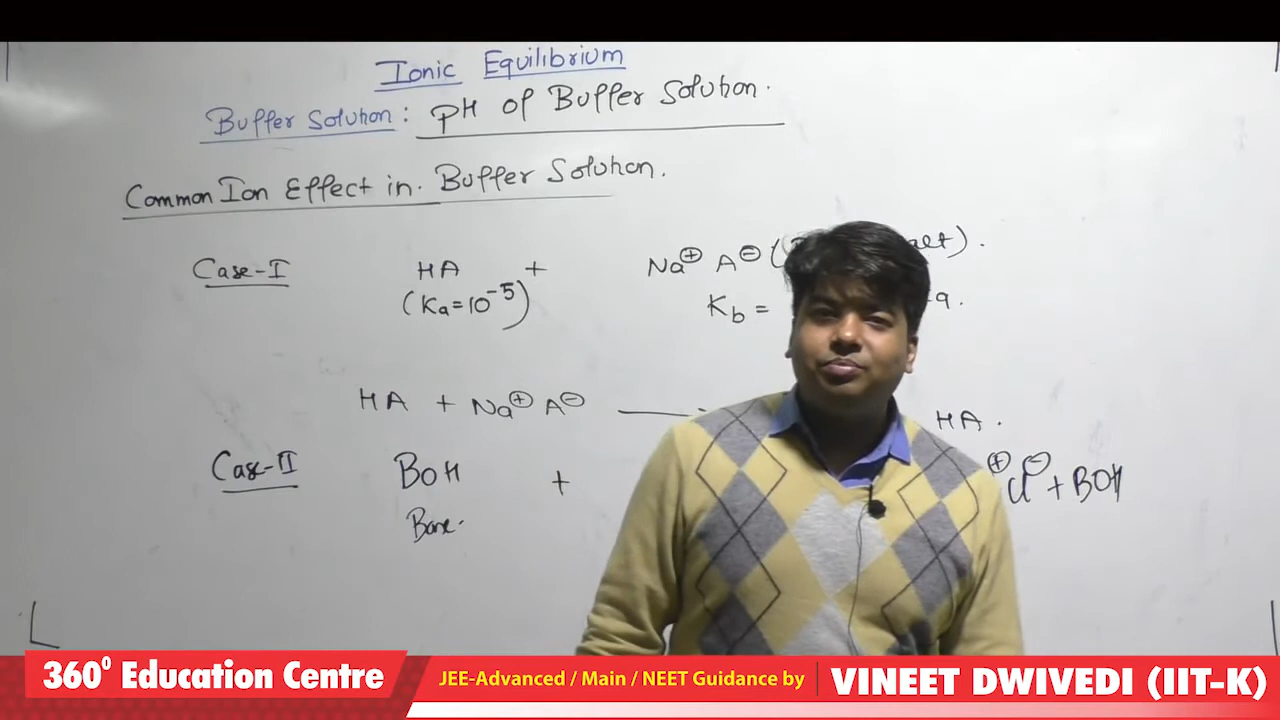 Ionic Equilibrium
Buffer Solution : pH of Buffer Solution.
Common Ion Effect in. Buffer Solution.
Case-I HA + Na⊕ A⊖ (
(Ka=10⁻⁵) Kb = q.
HA + Na⊕ A⊖ HA.
Case-II BOH + ⊕ Cl⊖ + BOH
Base.
360⁰ Education Centre
JEE-Advanced / Main / NEET Guidance by VINEET DWIVEDI (IIT-K)